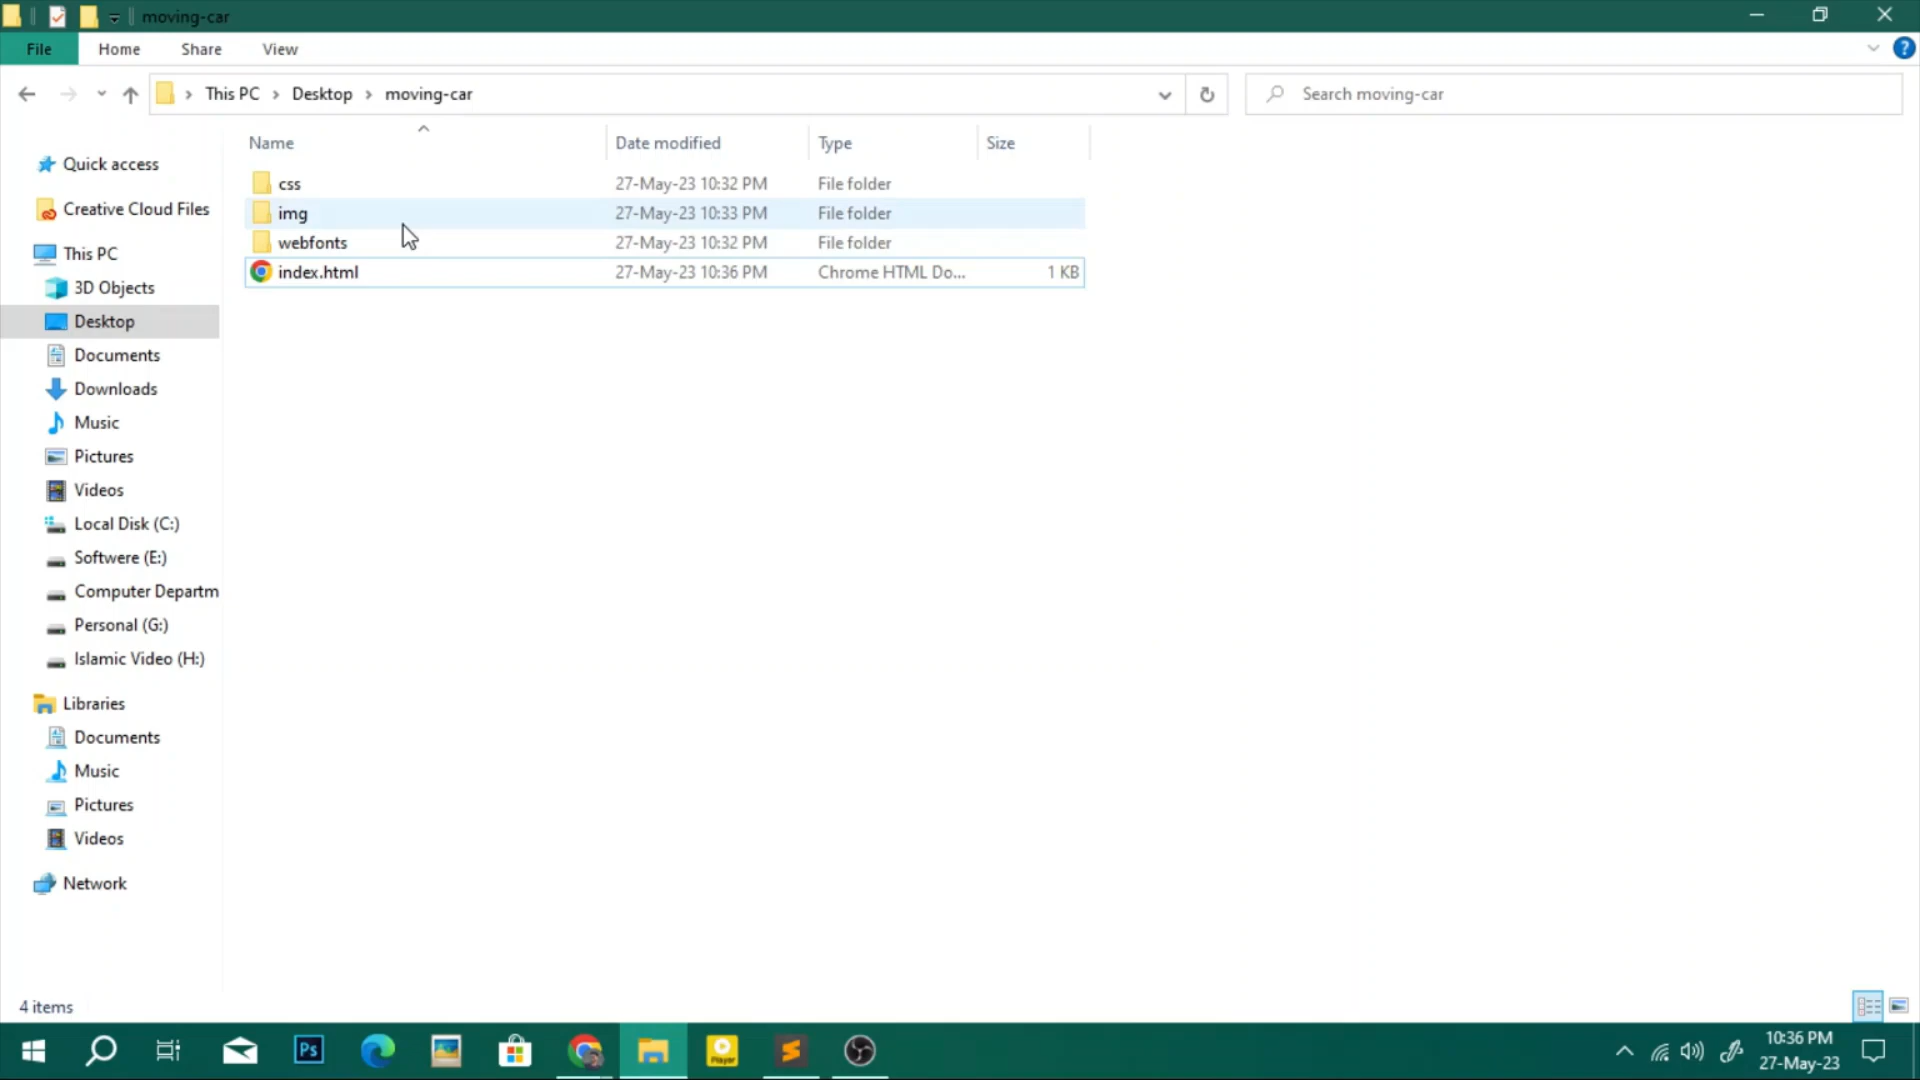 moving-car
File Home Share View
This PC Desktop moving-car Search moving-car
Name Date modified Type Size
css 27-May-23 10:32 PM File folder
img 27-May-23 10:33 PM File folder
webfonts 27-May-23 10:32 PM File folder
index.html 27-May-23 10:36 PM Chrome HTML Do... 1 KB
Quick access
Creative Cloud Files
This PC
3D Objects
Desktop
Documents
Downloads
Music
Pictures
Videos
Local Disk (C:)
Softwere (E:)
Computer Departm
Personal (G:)
Islamic Video (H:)
Libraries
Documents
Music
Pictures
Videos
Network
4 items
Ps
Player
10:36 PM
27-May-23